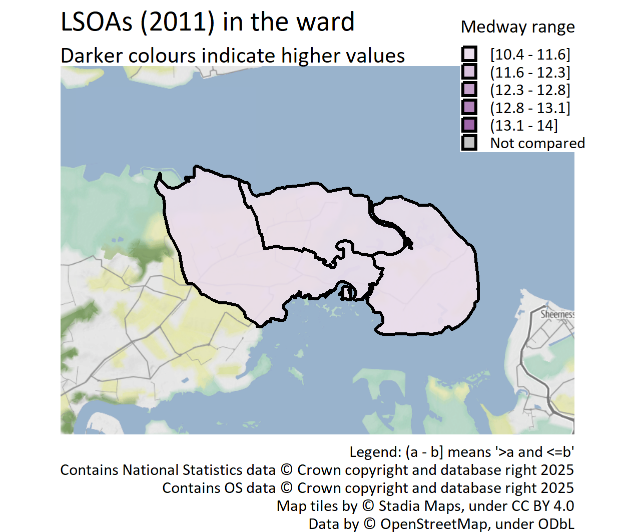 LSOAs (2011) in the ward
Darker colours indicate higher values
Medway range
[10.4 - 11.6]
(11.6 - 12.3]
(12.3 - 12.8]
(12.8 - 13.1]
(13.1 - 14]
Not compared
Sheerness
Legend: (a - b] means '>a and <=b'
Contains National Statistics data © Crown copyright and database right 2025
Contains OS data © Crown copyright and database right 2025
Map tiles by © Stadia Maps, under CC BY 4.0
Data by © OpenStreetMap, under ODbL